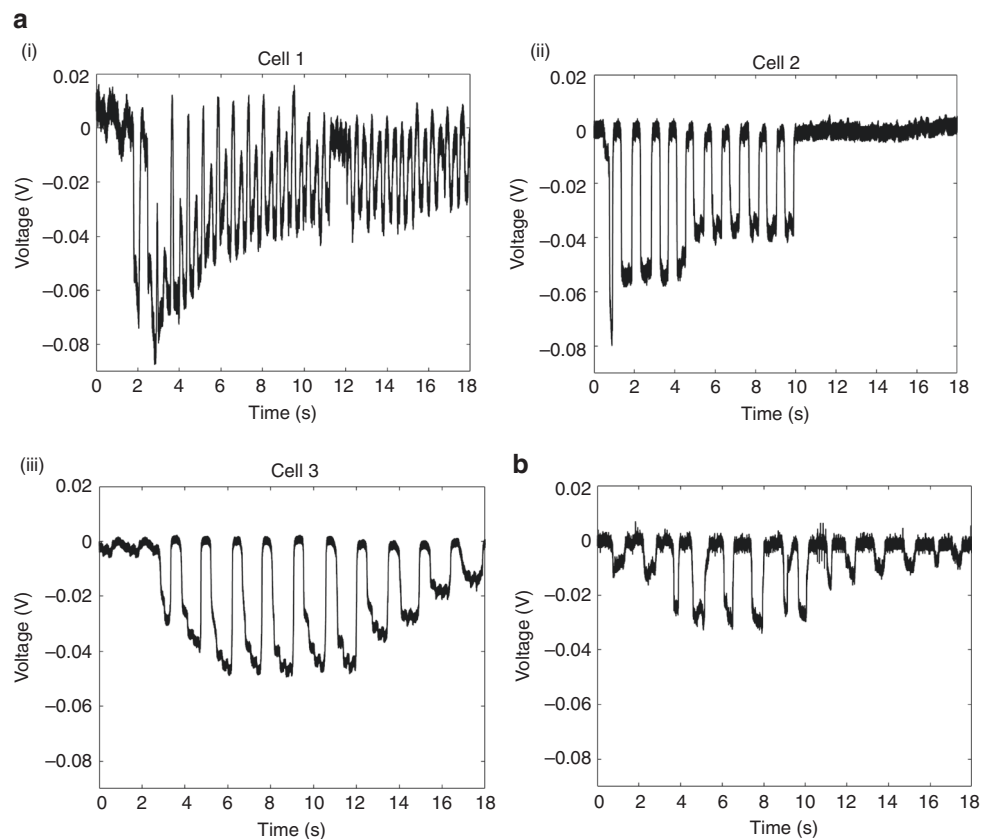 a
(i)
Cell 1
0.02
0
–0.02
–0.04
–0.06
–0.08
Voltage (V)
0 2 4 6 8 10 12 14 16 18
Time (s)
(ii)
Cell 2
0.02
0
–0.02
–0.04
–0.06
–0.08
Voltage (V)
0 2 4 6 8 10 12 14 16 18
Time (s)
(iii)
Cell 3
0.02
0
–0.02
–0.04
–0.06
–0.08
Voltage (V)
0 2 4 6 8 10 12 14 16 18
Time (s)
b
0.02
0
–0.02
–0.04
–0.06
–0.08
Voltage (V)
0 2 4 6 8 10 12 14 16 18
Time (s)